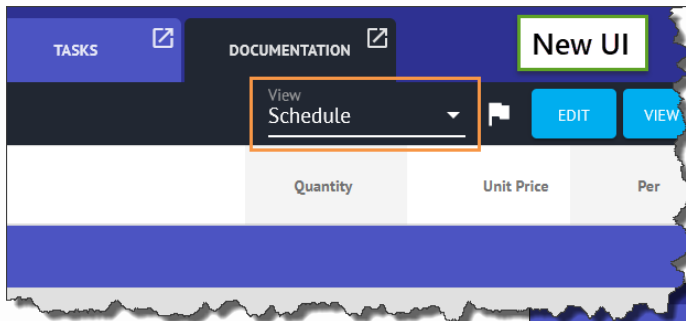 TASKS
DOCUMENTATION
New UI
View
Schedule
EDIT
VIEW
Quantity
Unit Price
Per